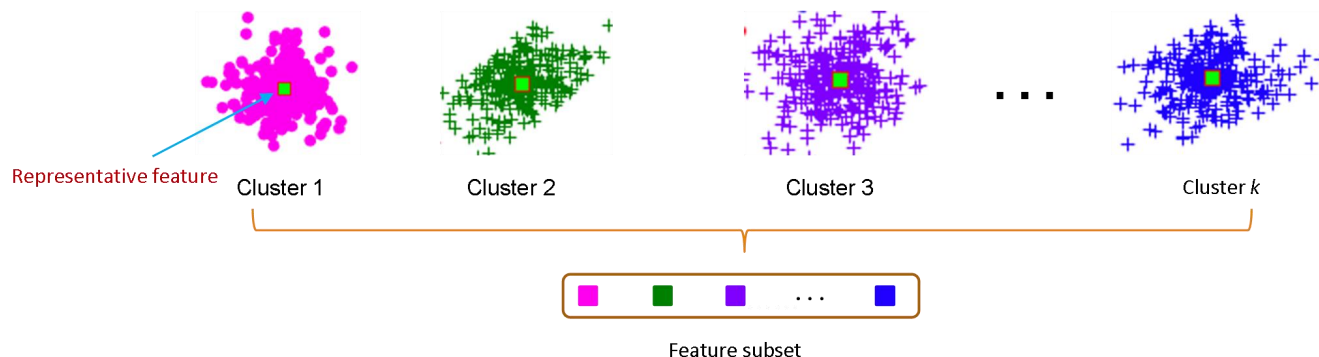 Representative feature
Cluster 1
Cluster 2
Cluster 3
. . .
Cluster k
. . .
Feature subset